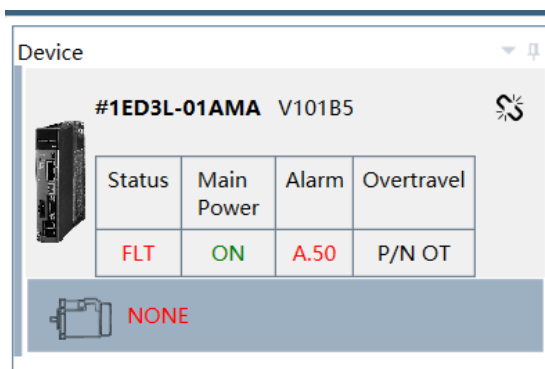 Device
#1ED3L-01AMA V101B5
Status Main Power Alarm Overtravel
FLT ON A.50 P/N OT
NONE